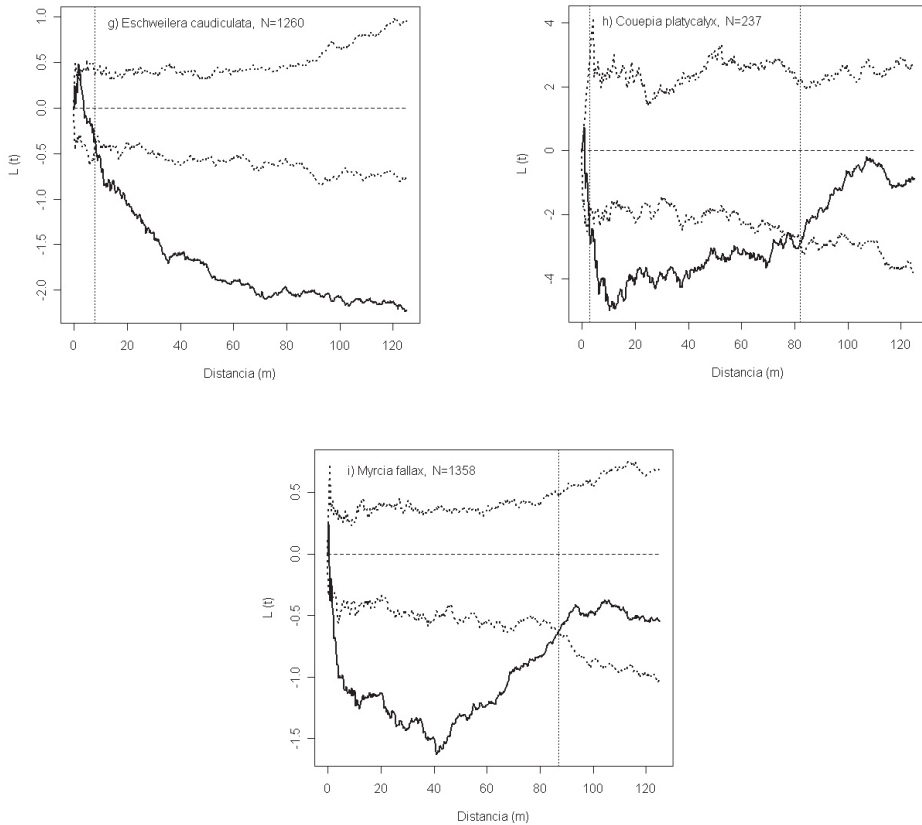 g) Eschweilera caudiculata, N=1260
L (t)
1.0
0.5
0.0
-0.5
-1.0
-1.5
-2.0
0 20 40 60 80 100 120
Distancia (m)
h) Couepia platycalyx, N=237
L (t)
4
2
0
-2
-4
0 20 40 60 80 100 120
Distancia (m)
i) Myrcia fallax, N=1358
L (t)
0.5
0.0
-0.5
-1.0
-1.5
0 20 40 60 80 100 120
Distancia (m)